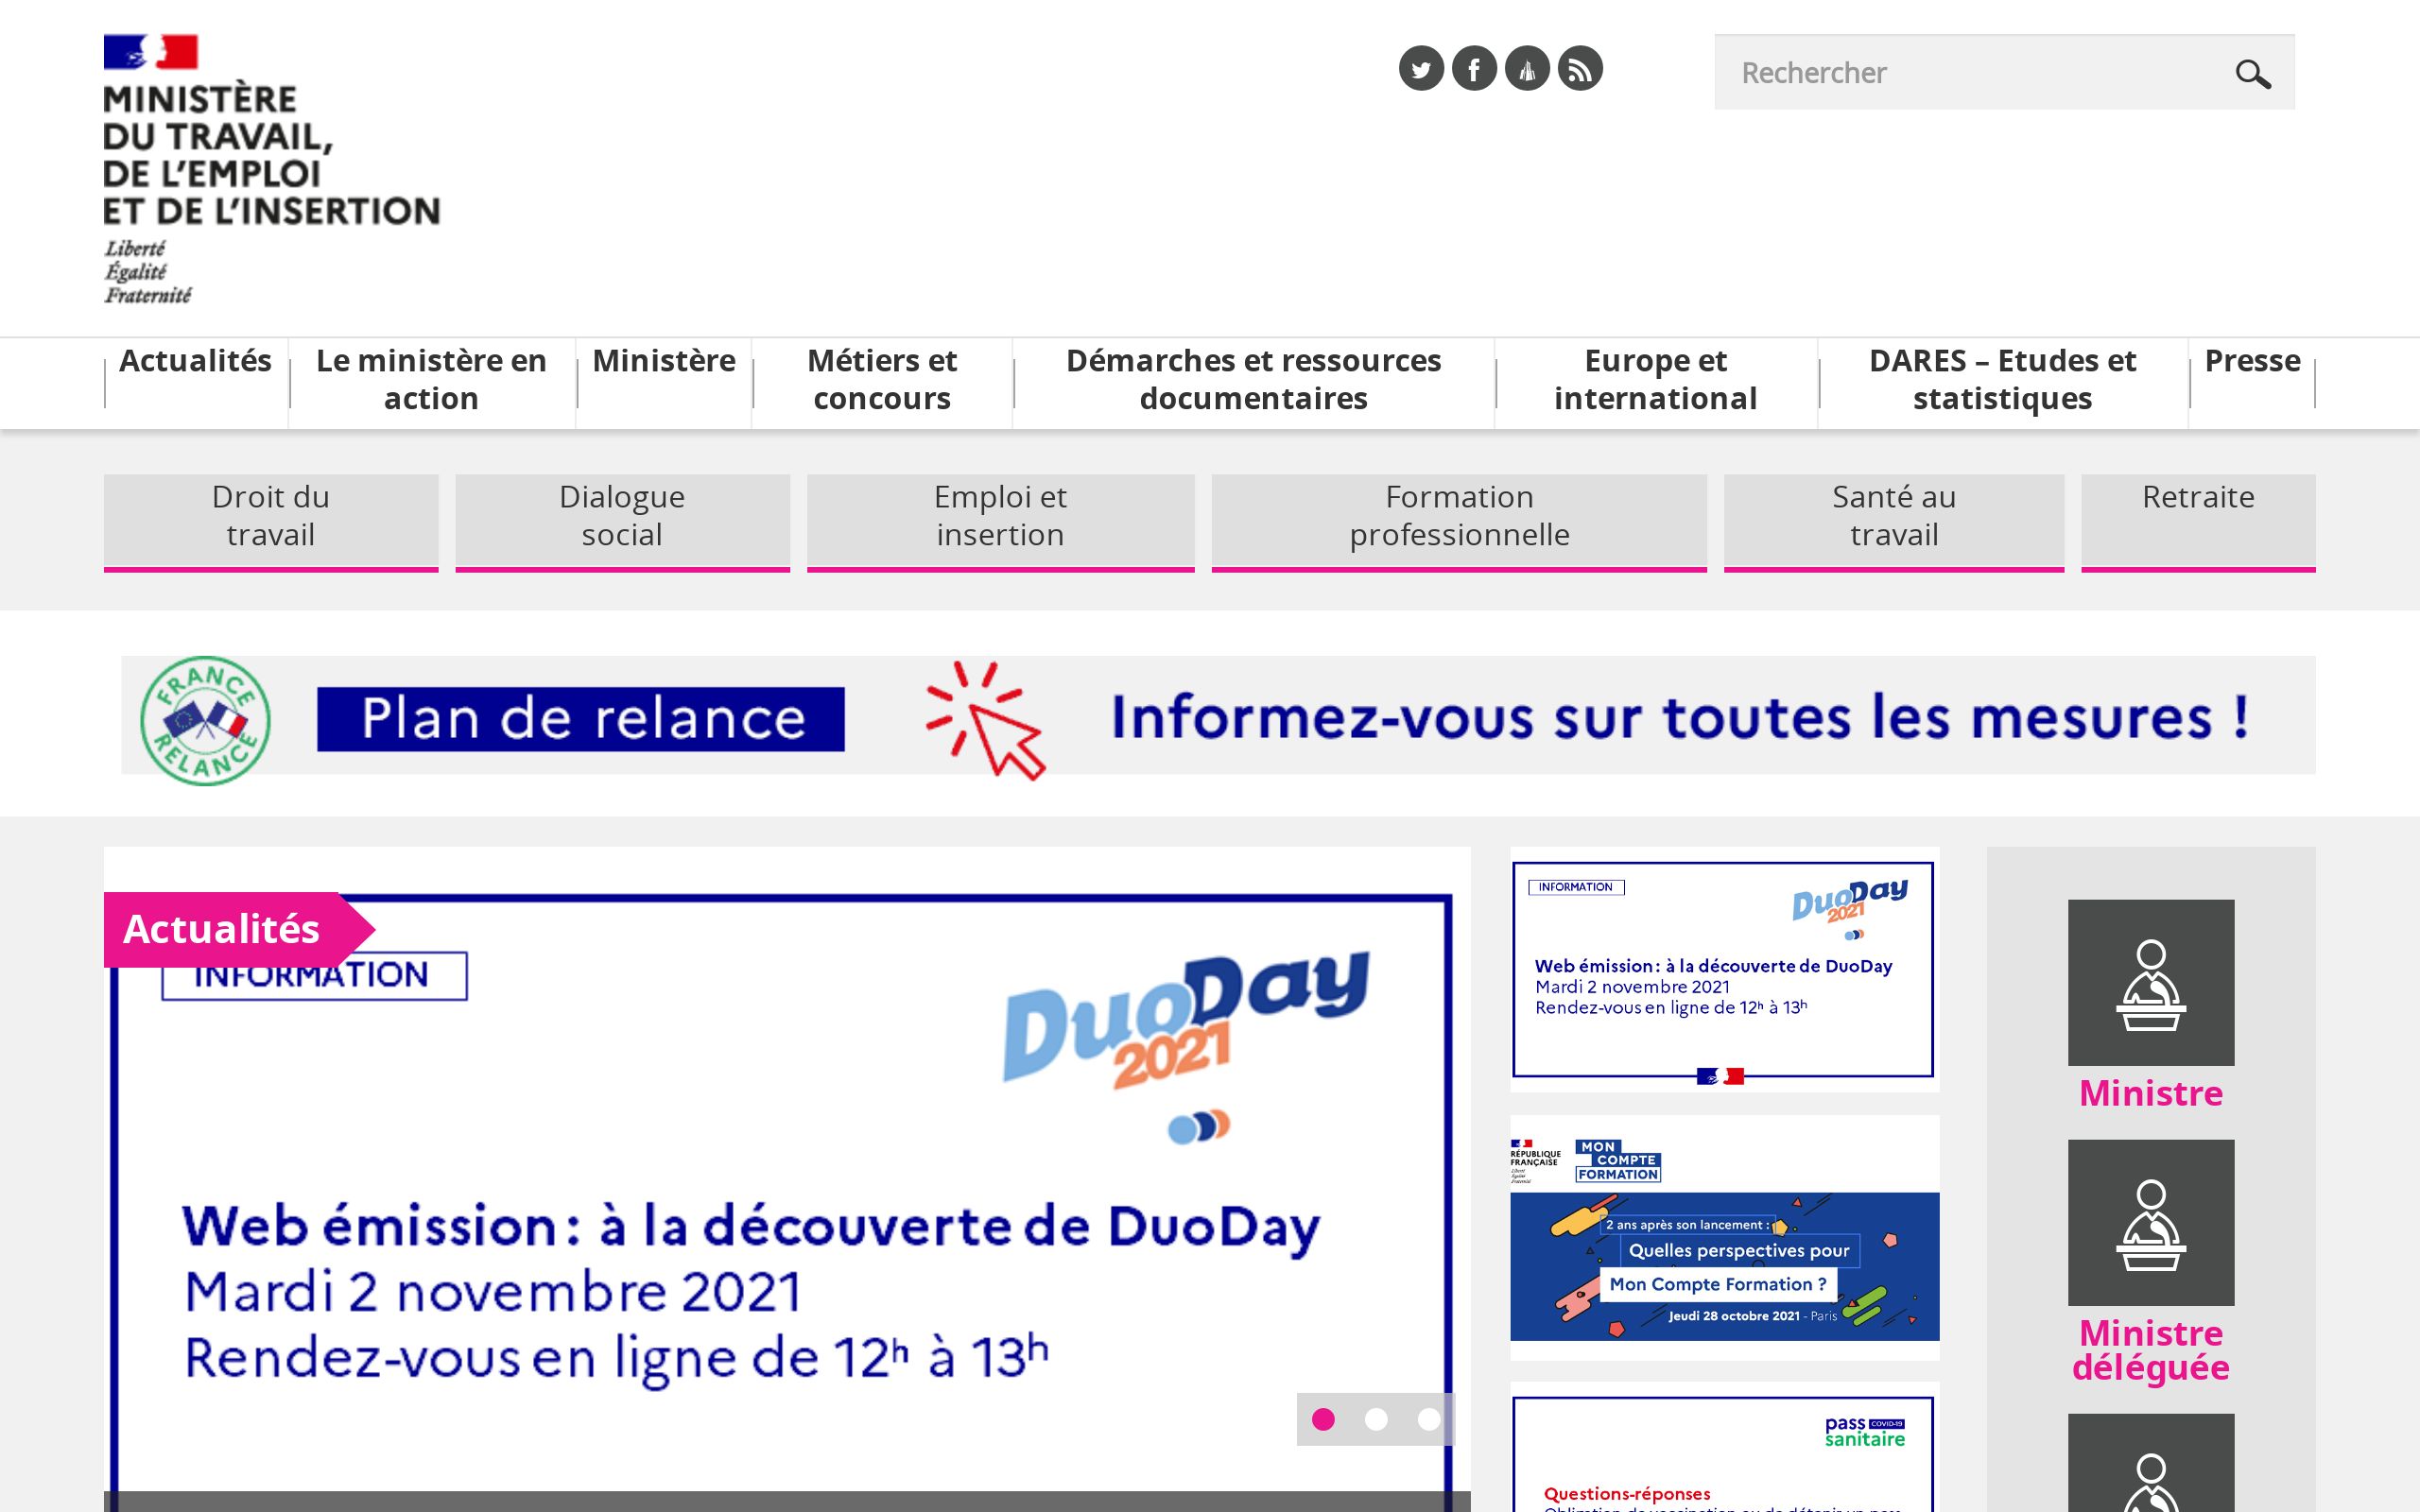 MINISTÈRE
DU TRAVAIL,
DE L'EMPLOI
ET DE L'INSERTION
Liberté
Égalité
Fraternité
Rechercher
Actualités
Le ministère en
action
Ministère
Métiers et
concours
Démarches et ressources
documentaires
Europe et
international
DARES – Etudes et
statistiques
Presse
Droit du
travail
Dialogue
social
Emploi et
insertion
Formation
professionnelle
Santé au
travail
Retraite
FRANCE
RELANCE
Plan de relance
Informez-vous sur toutes les mesures !
Actualités
INFORMATION
DuoDay
2021
Web émission : à la découverte de DuoDay
Mardi 2 novembre 2021
Rendez-vous en ligne de 12h à 13h
INFORMATION
DuoDay
2021
Web émission : à la découverte de DuoDay
Mardi 2 novembre 2021
Rendez-vous en ligne de 12h à 13h
RÉPUBLIQUE
FRANÇAISE
MON
COMPTE
FORMATION
2 ans après son lancement :
Quelles perspectives pour
Mon Compte Formation ?
Jeudi 28 octobre 2021 - Paris
pass COVID-19
sanitaire
Questions-réponses
Ministre
Ministre
déléguée